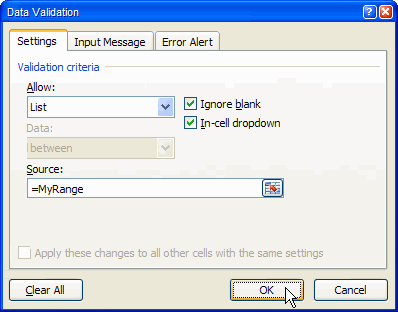 Data Validation
Settings Input Message Error Alert
Validation criteria
Allow:
List
Ignore blank
Data:
In-cell dropdown
between
Source:
=MyRange
Apply these changes to all other cells with the same settings
Clear All OK Cancel